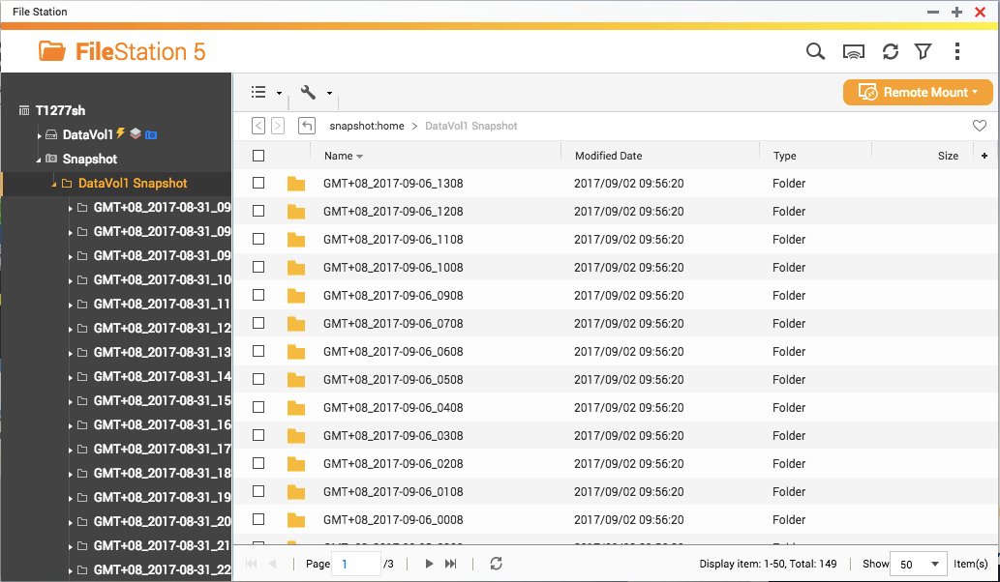 File Station
FileStation 5
Remote Mount
T1277sh
DataVol1
Snapshot
DataVol1 Snapshot
GMT+08_2017-08-31_09
GMT+08_2017-08-31_09
GMT+08_2017-08-31_09
GMT+08_2017-08-31_10
GMT+08_2017-08-31_11
GMT+08_2017-08-31_12
GMT+08_2017-08-31_13
GMT+08_2017-08-31_14
GMT+08_2017-08-31_15
GMT+08_2017-08-31_16
GMT+08_2017-08-31_17
GMT+08_2017-08-31_18
GMT+08_2017-08-31_19
GMT+08_2017-08-31_20
GMT+08_2017-08-31_21
GMT+08_2017-08-31_22
snapshot:home > DataVol1 Snapshot
Name Modified Date Type Size +
GMT+08_2017-09-06_1308 2017/09/02 09:56:20 Folder
GMT+08_2017-09-06_1208 2017/09/02 09:56:20 Folder
GMT+08_2017-09-06_1108 2017/09/02 09:56:20 Folder
GMT+08_2017-09-06_1008 2017/09/02 09:56:20 Folder
GMT+08_2017-09-06_0908 2017/09/02 09:56:20 Folder
GMT+08_2017-09-06_0708 2017/09/02 09:56:20 Folder
GMT+08_2017-09-06_0608 2017/09/02 09:56:20 Folder
GMT+08_2017-09-06_0508 2017/09/02 09:56:20 Folder
GMT+08_2017-09-06_0408 2017/09/02 09:56:20 Folder
GMT+08_2017-09-06_0308 2017/09/02 09:56:20 Folder
GMT+08_2017-09-06_0208 2017/09/02 09:56:20 Folder
GMT+08_2017-09-06_0108 2017/09/02 09:56:20 Folder
GMT+08_2017-09-06_0008 2017/09/02 09:56:20 Folder
Page 1 /3 Display item: 1-50, Total: 149 Show 50 Item(s)